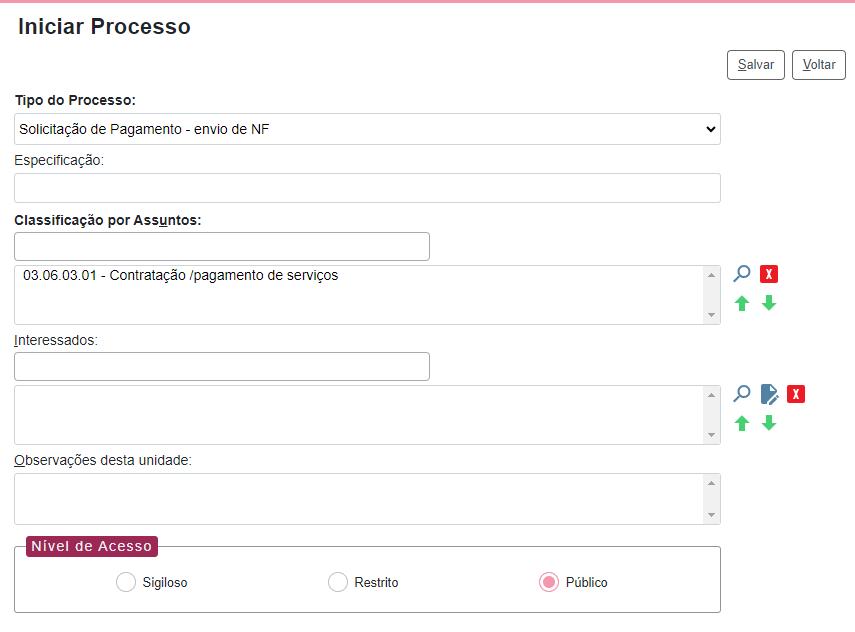 Iniciar Processo
Salvar Voltar
Tipo do Processo:
Solicitação de Pagamento - envio de NF
Especificação:
Classificação por Assuntos:
03.06.03.01 - Contratação /pagamento de serviços
X
Interessados:
X
Observações desta unidade:
Nível de Acesso
Sigiloso Restrito Público